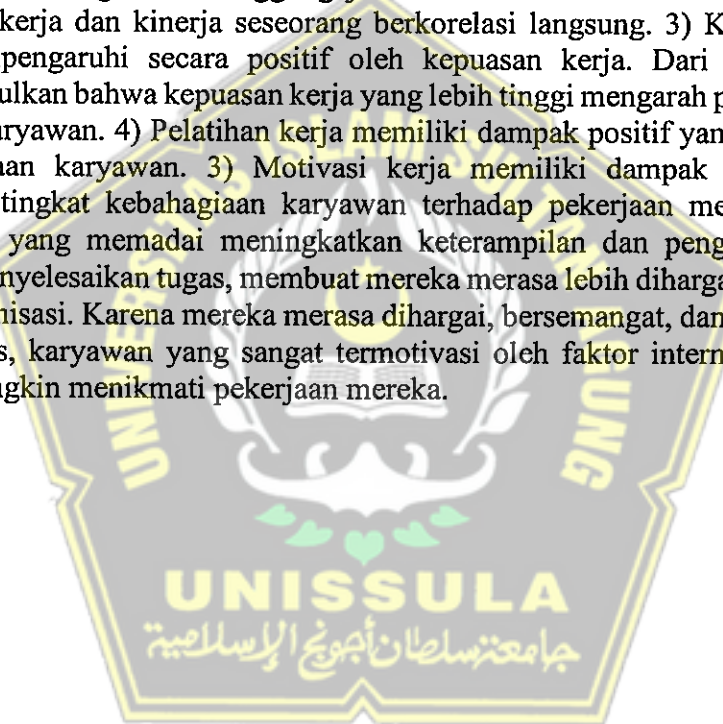 kerja dan kinerja seseorang berkorelasi langsung. 3) K
pengaruhi secara positif oleh kepuasan kerja. Dari
ulkan bahwa kepuasan kerja yang lebih tinggi mengarah p
aryawan. 4) Pelatihan kerja memiliki dampak positif yan
an karyawan. 3) Motivasi kerja memiliki dampak
tingkat kebahagiaan karyawan terhadap pekerjaan me
yang memadai meningkatkan keterampilan dan peng
nyelesaikan tugas, membuat mereka merasa lebih diharga
nisasi. Karena mereka merasa dihargai, bersemangat, dan
s, karyawan yang sangat termotivasi oleh faktor intern
ngkin menikmati pekerjaan mereka.
UNIVERSITAS ISLAM SULTAN AGUNG
UNISSULA
جامعة سلطان أجونج الإسلامية